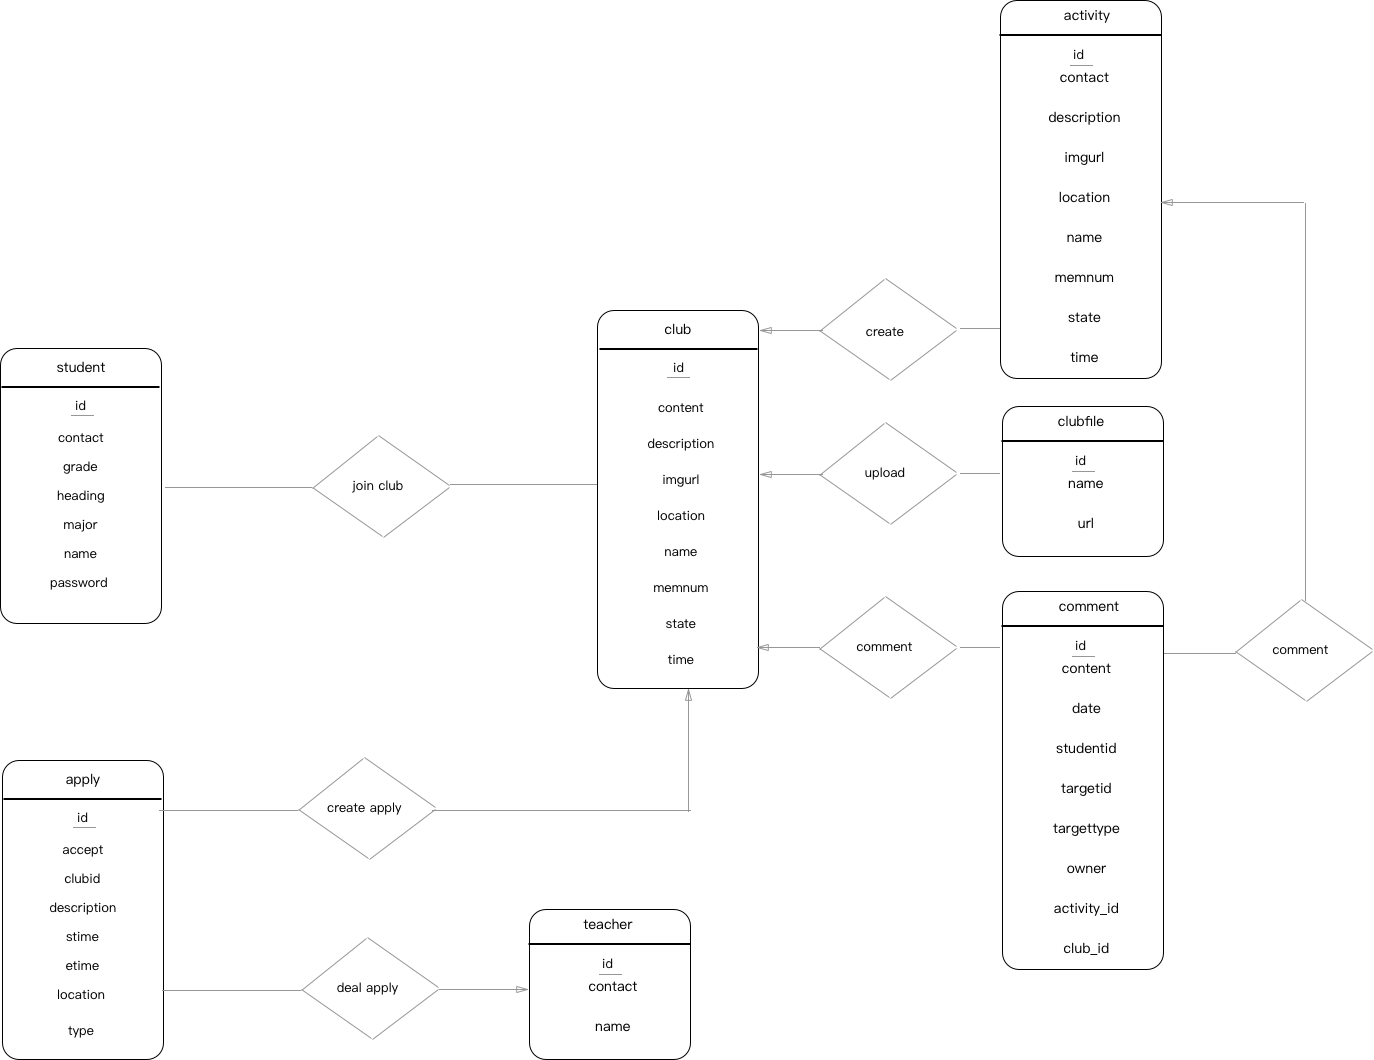 activity
id
contact
description
imgurl
location
name
memnum
state
time
create
club
id
content
description
imgurl
location
name
memnum
state
time
student
id
contact
grade
heading
major
name
password
join club
clubfile
id
name
url
upload
comment
id
content
date
studentid
targetid
targettype
owner
activity_id
club_id
comment
comment
apply
id
accept
clubid
description
stime
etime
location
type
create apply
deal apply
teacher
id
contact
name